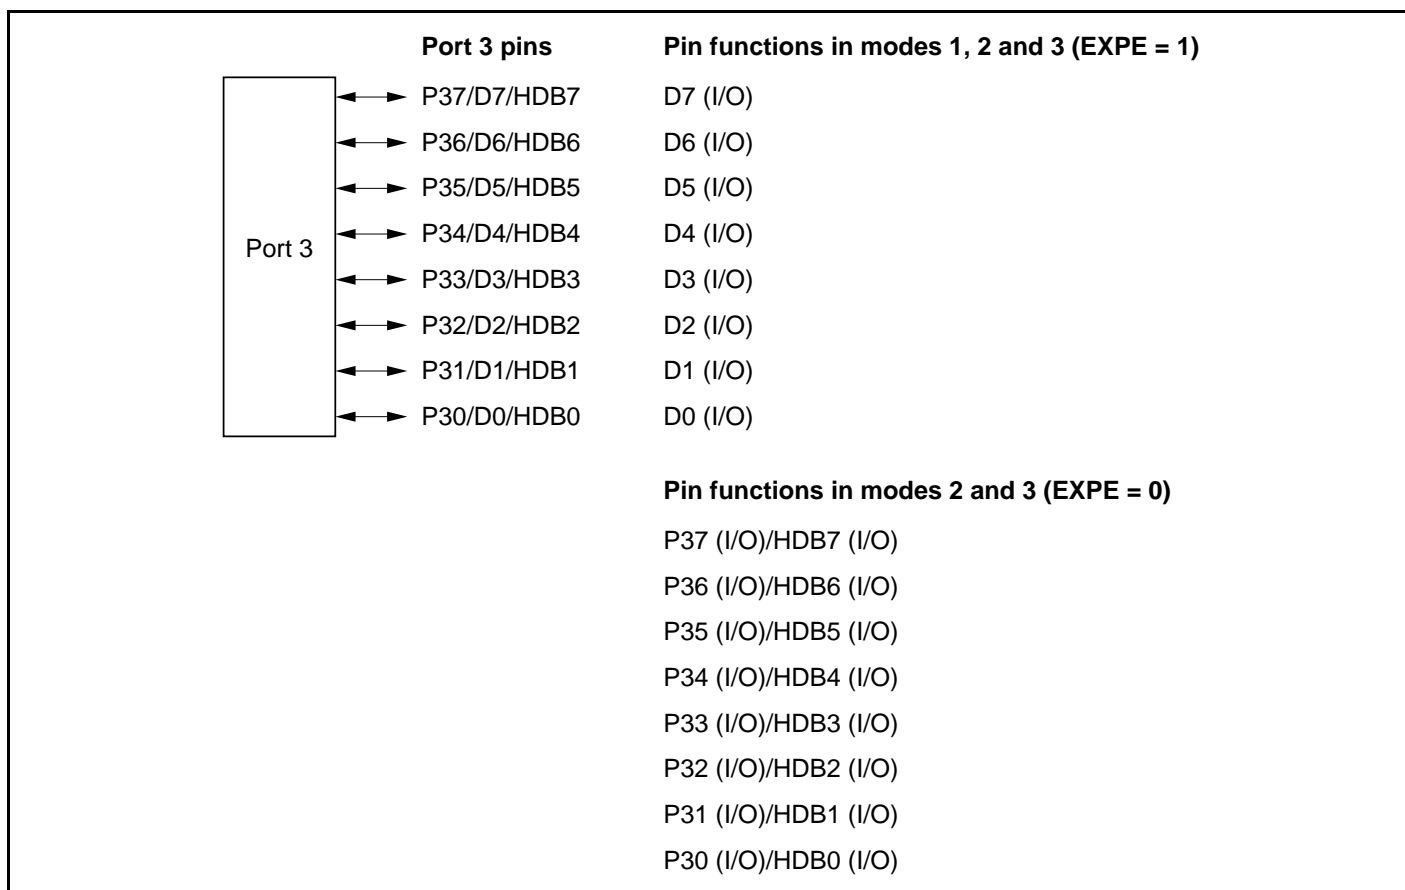 Port 3 pins Pin functions in modes 1, 2 and 3 (EXPE = 1)
P37/D7/HDB7 D7 (I/O)
P36/D6/HDB6 D6 (I/O)
P35/D5/HDB5 D5 (I/O)
P34/D4/HDB4 D4 (I/O)
Port 3
P33/D3/HDB3 D3 (I/O)
P32/D2/HDB2 D2 (I/O)
P31/D1/HDB1 D1 (I/O)
P30/D0/HDB0 D0 (I/O)
Pin functions in modes 2 and 3 (EXPE = 0)
P37 (I/O)/HDB7 (I/O)
P36 (I/O)/HDB6 (I/O)
P35 (I/O)/HDB5 (I/O)
P34 (I/O)/HDB4 (I/O)
P33 (I/O)/HDB3 (I/O)
P32 (I/O)/HDB2 (I/O)
P31 (I/O)/HDB1 (I/O)
P30 (I/O)/HDB0 (I/O)